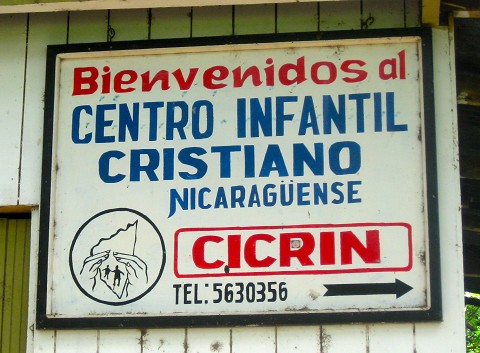 Bienvenidos al
CENTRO INFANTIL
CRISTIANO
NICARAGÜENSE
CICRIN
TEL: 5630356